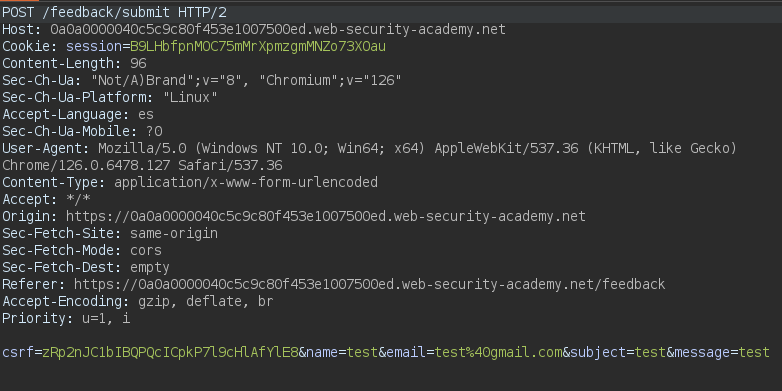 POST /feedback/submit HTTP/2
Host: 0a0a0000040c5c9c80f453e1007500ed.web-security-academy.net
Cookie: session=B9LHbfpnMOC75mMrXpmzgmMNZo73XOau
Content-Length: 96
Sec-Ch-Ua: "Not/A)Brand";v="8", "Chromium";v="126"
Sec-Ch-Ua-Platform: "Linux"
Accept-Language: es
Sec-Ch-Ua-Mobile: ?0
User-Agent: Mozilla/5.0 (Windows NT 10.0; Win64; x64) AppleWebKit/537.36 (KHTML, like Gecko)
Chrome/126.0.6478.127 Safari/537.36
Content-Type: application/x-www-form-urlencoded
Accept: */*
Origin: https://0a0a0000040c5c9c80f453e1007500ed.web-security-academy.net
Sec-Fetch-Site: same-origin
Sec-Fetch-Mode: cors
Sec-Fetch-Dest: empty
Referer: https://0a0a0000040c5c9c80f453e1007500ed.web-security-academy.net/feedback
Accept-Encoding: gzip, deflate, br
Priority: u=1, i
csrf=zRp2nJC1bIBQPQcICpkP7l9cHlAfYlE8&name=test&email=test%40gmail.com&subject=test&message=test